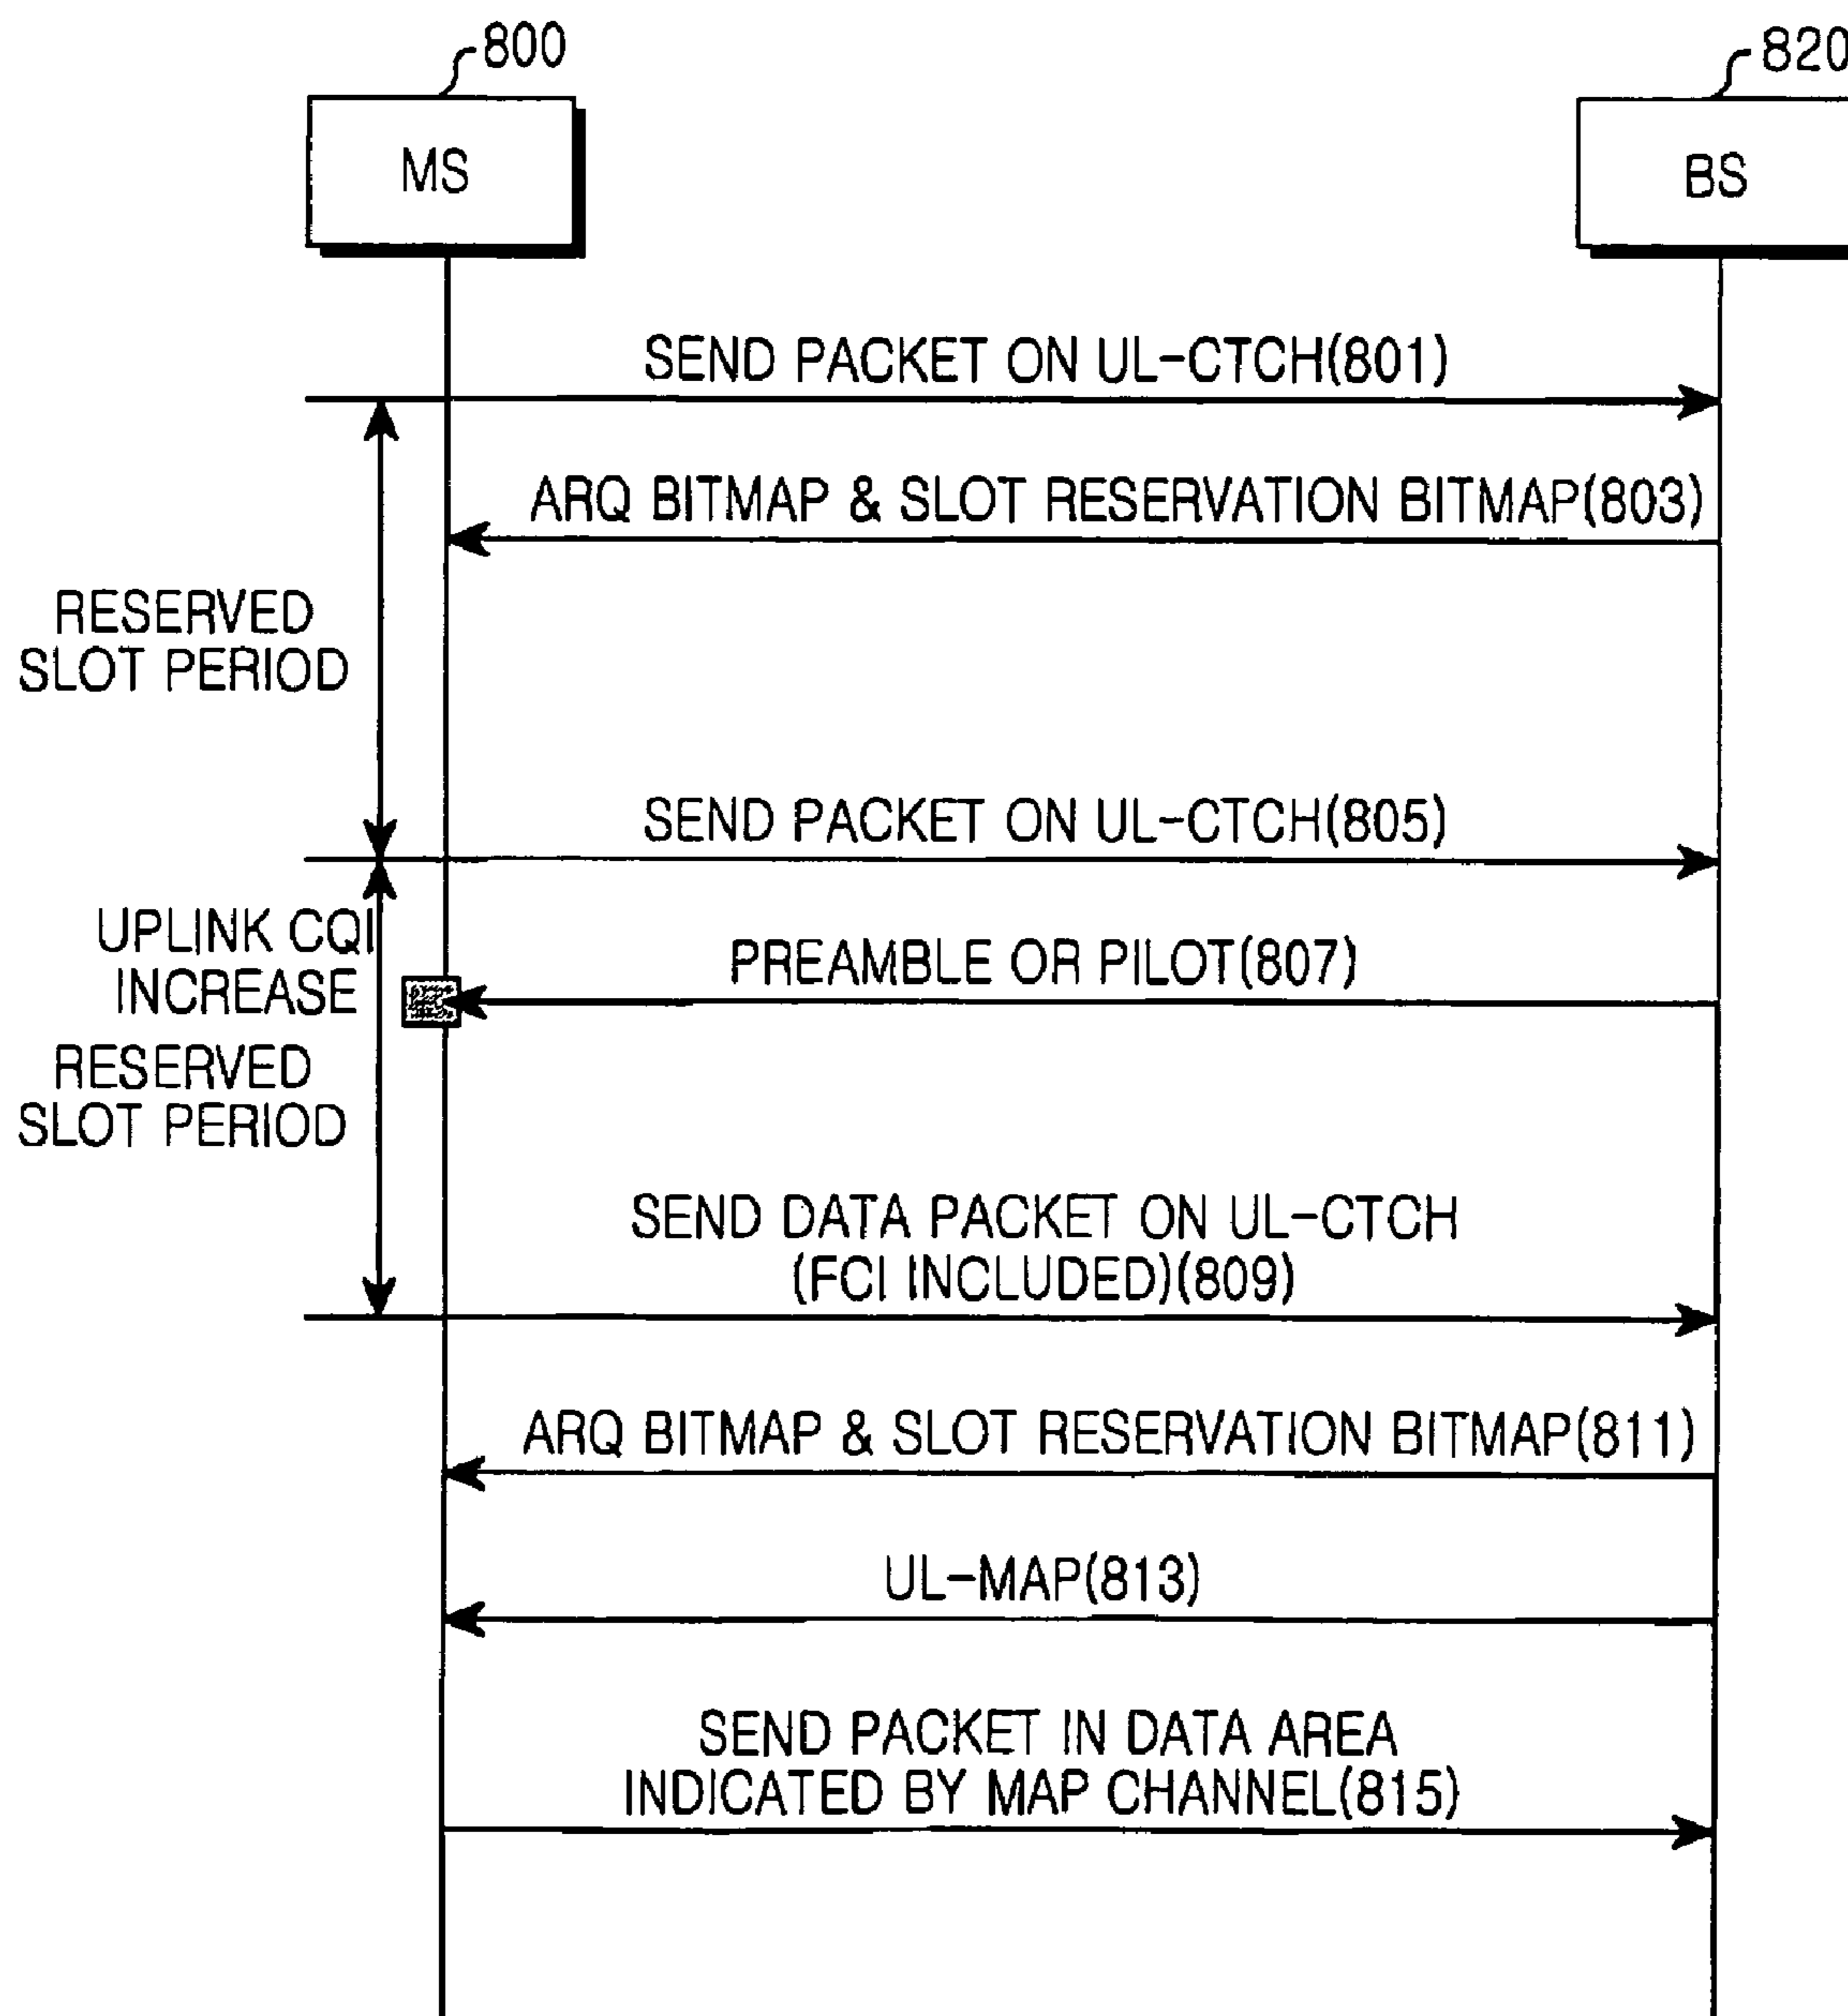 800
820
MS
BS
SEND PACKET ON UL-CTCH(801)
ARQ BITMAP & SLOT RESERVATION BITMAP(803)
RESERVED
SLOT PERIOD
SEND PACKET ON UL-CTCH(805)
UPLINK CQI
INCREASE
PREAMBLE OR PILOT(807)
RESERVED
SLOT PERIOD
SEND DATA PACKET ON UL-CTCH
(FCI INCLUDED)(809)
ARQ BITMAP & SLOT RESERVATION BITMAP(811)
UL-MAP(813)
SEND PACKET IN DATA AREA
INDICATED BY MAP CHANNEL(815)